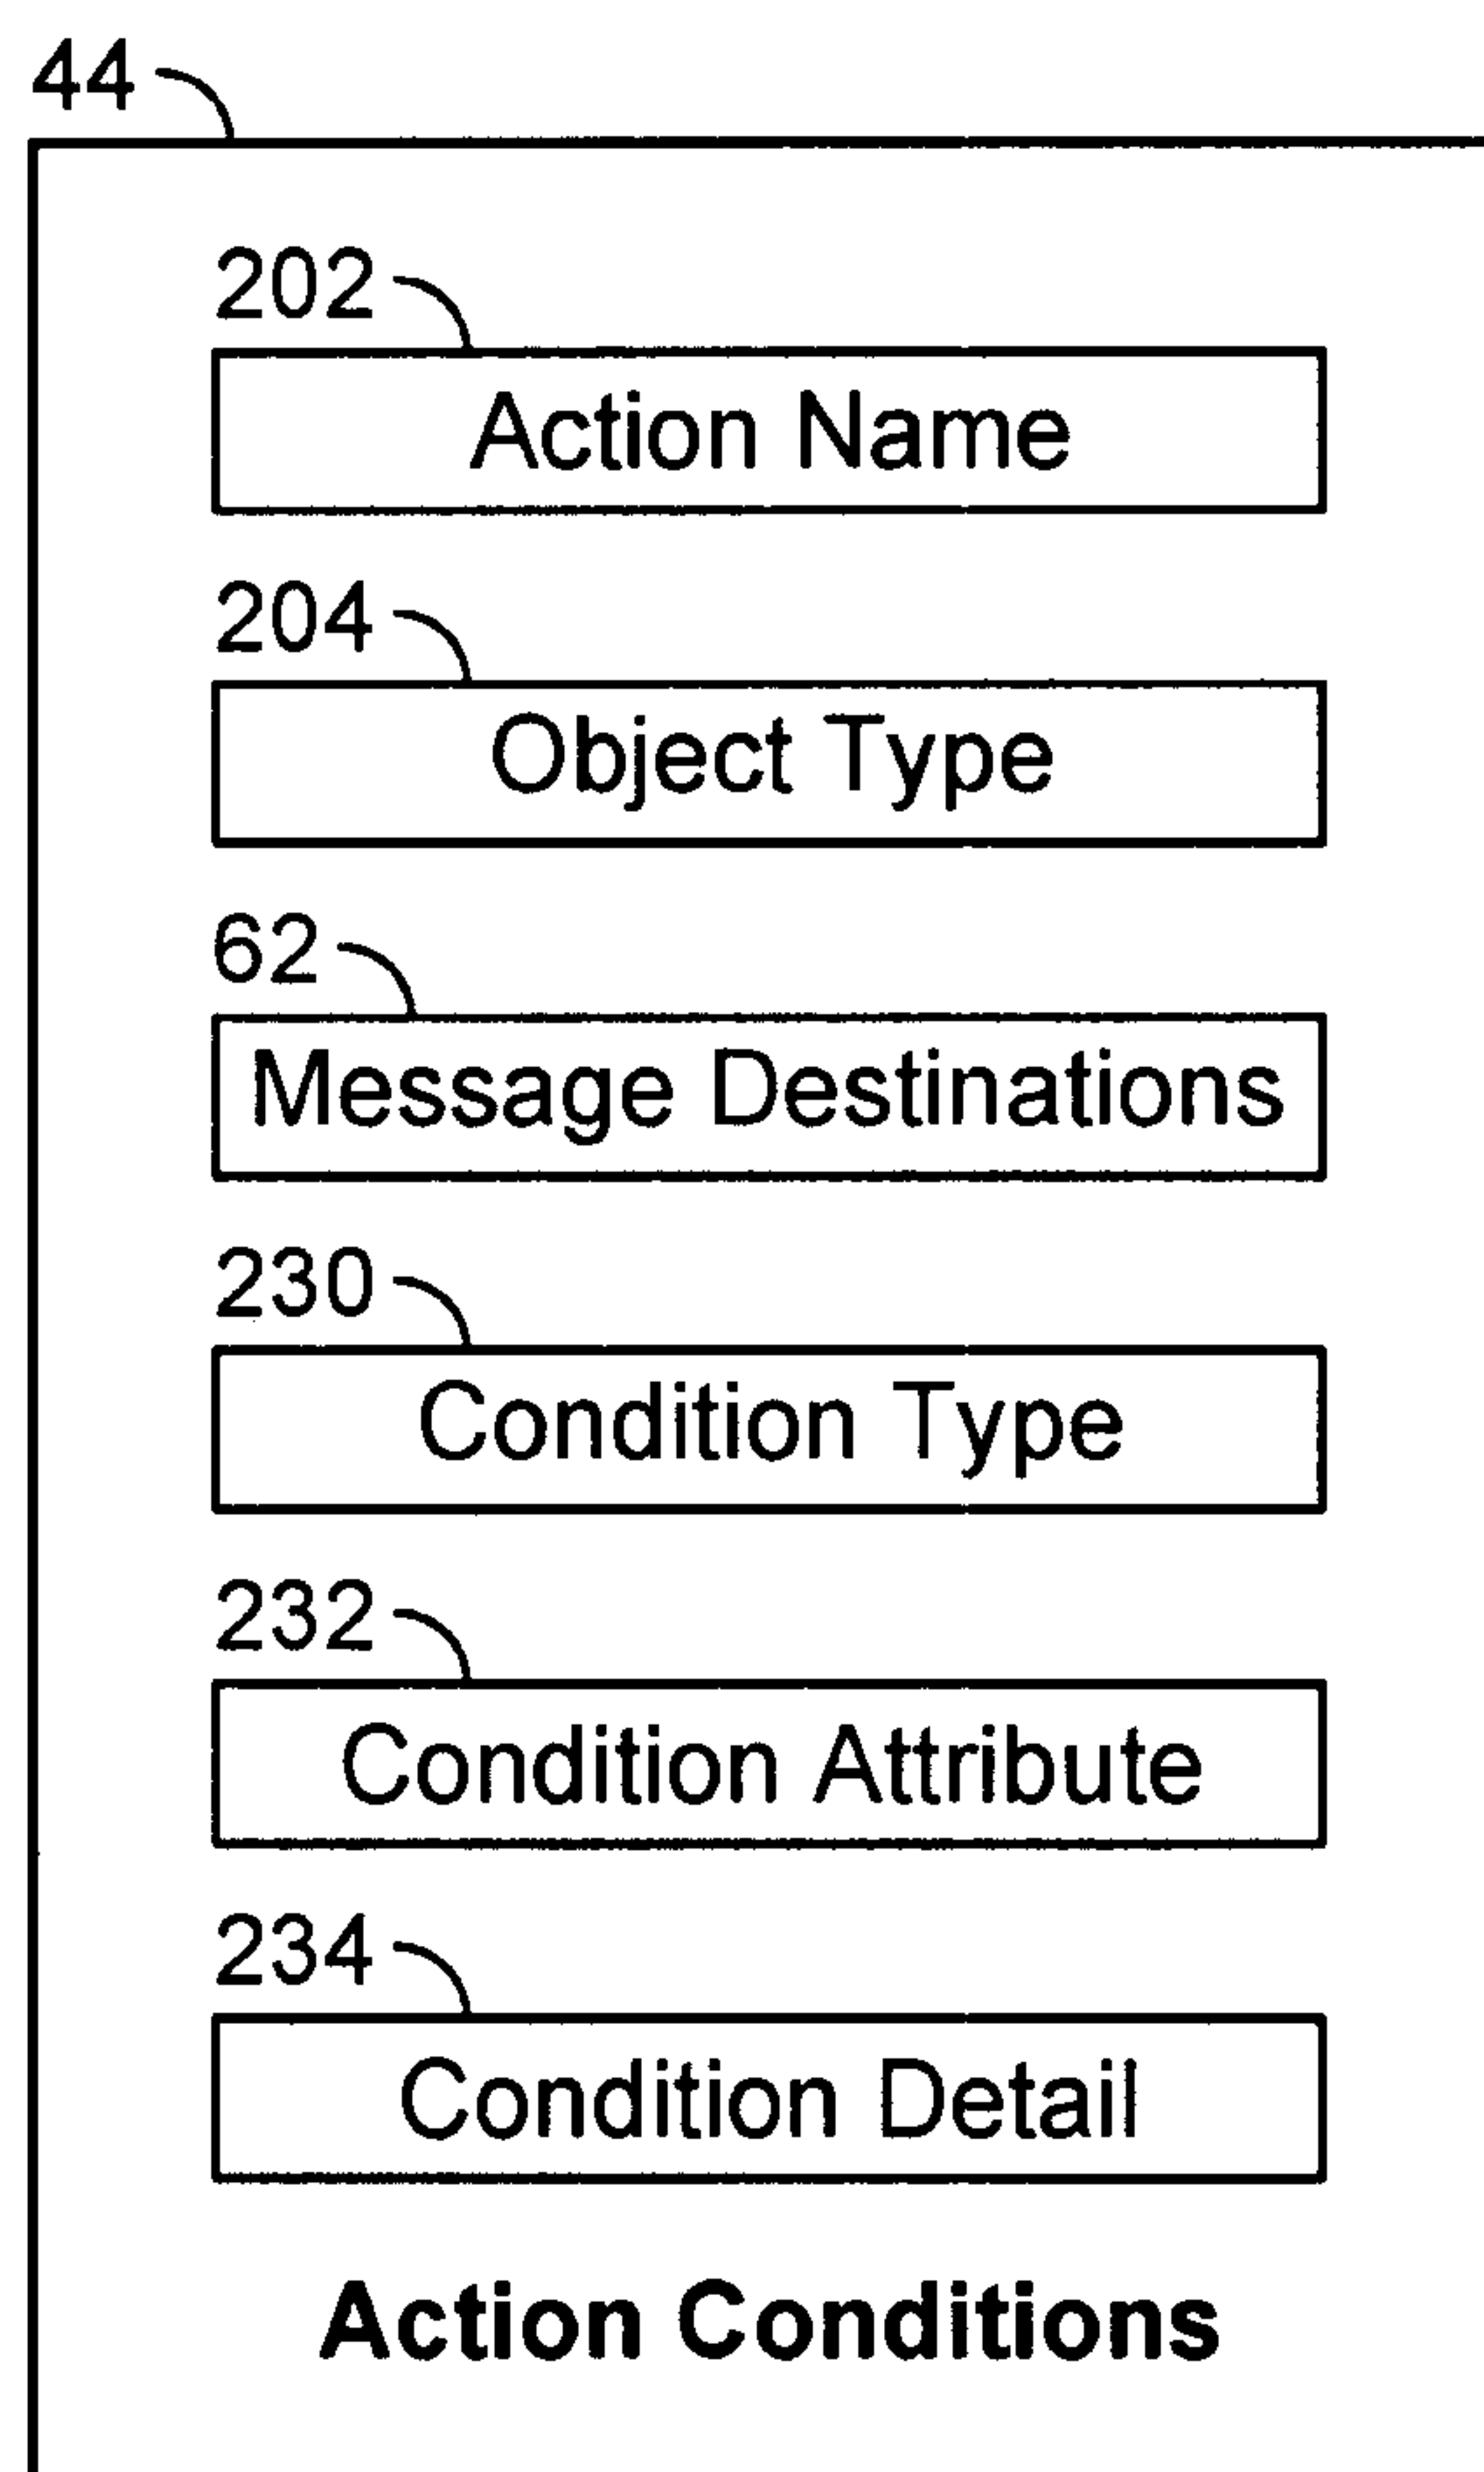 44
202
Action Name
204
Object Type
62
Message Destinations
230
Condition Type
232
Condition Attribute
234
Condition Detail
Action Conditions